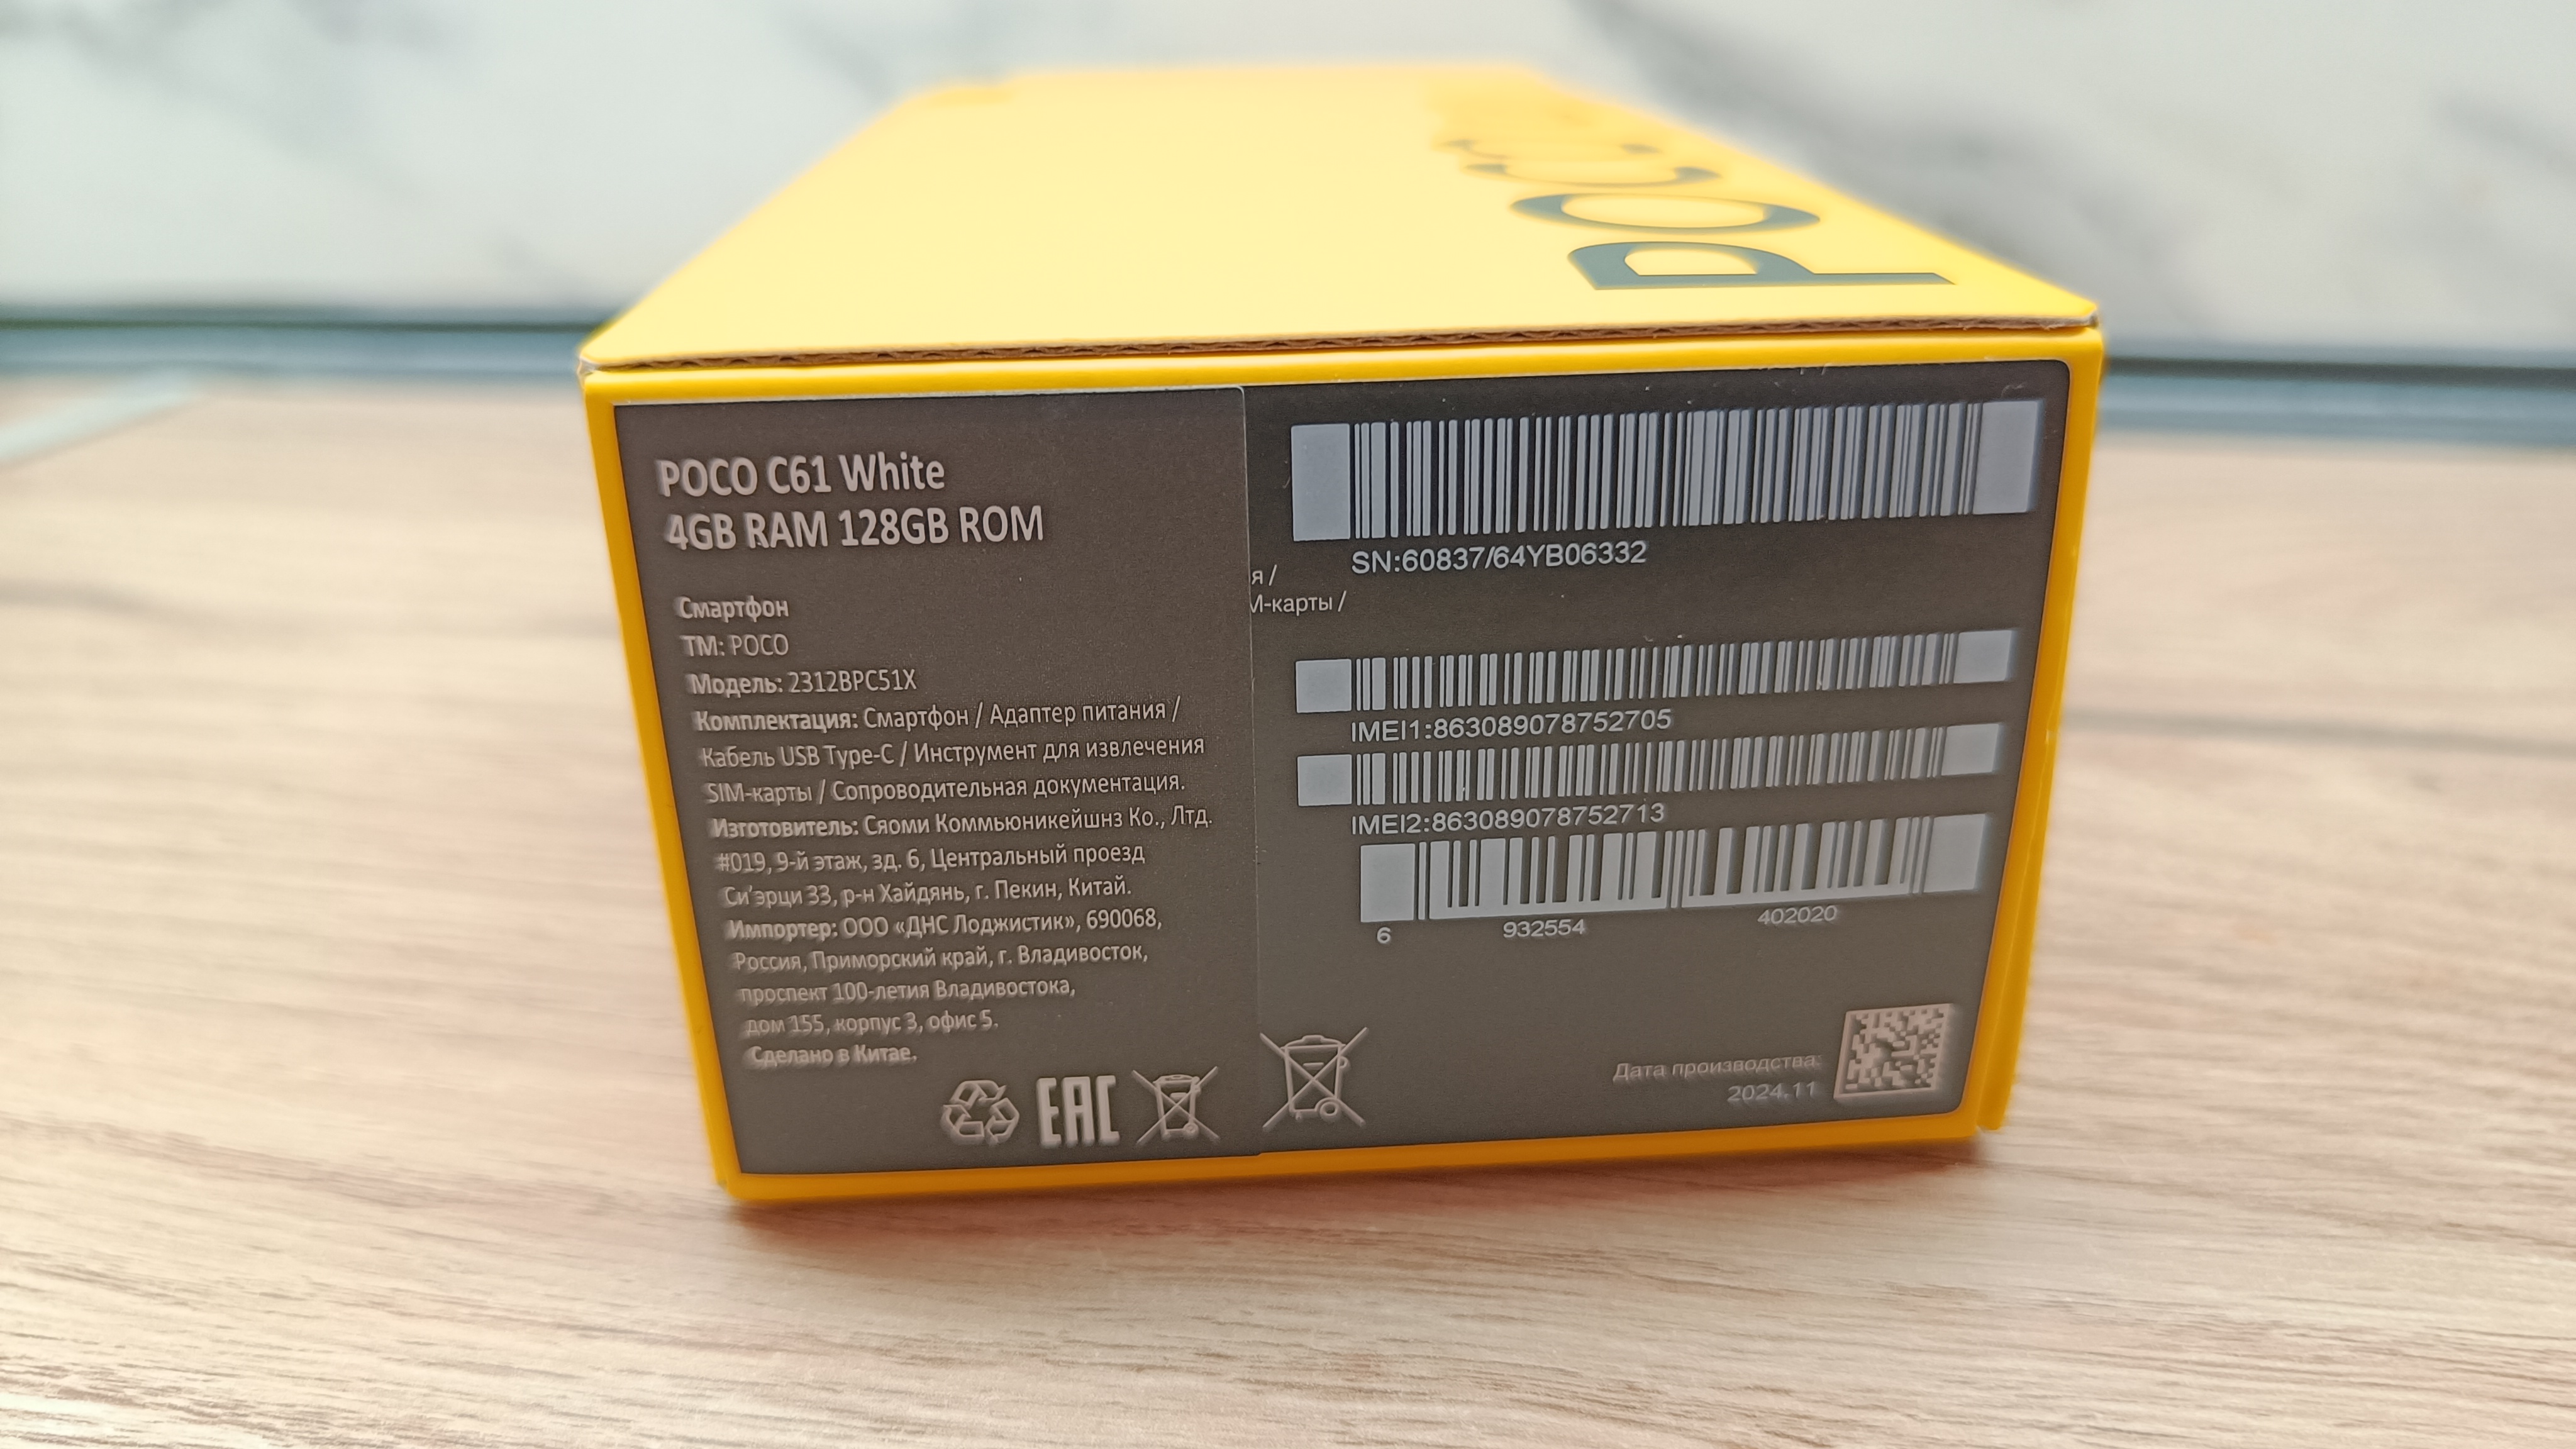 POCO
POCO C61 White
4GB RAM 128GB ROM
Смартфон
ТМ: POCO
Модель: 2312BPC51X
Комплектация: Смартфон / Адаптер питания /
Кабель USB Type-C / Инструмент для извлечения
SIM-карты / Сопроводительная документация.
Изготовитель: Сяоми Коммьюникейшнз Ко., Лтд.
#019, 9-й этаж, зд. 6, Центральный проезд
Си'эрци 33, р-н Хайдянь, г. Пекин, Китай.
Импортер: ООО «ДНС Лоджистик», 690068,
Россия, Приморский край, г. Владивосток,
проспект 100-летия Владивостока,
дом 155, корпус 3, офис 5.
Сделано в Китае.
EAC
SN:60837/64YB06332
я /
М-карты /
IMEI1:863089078752705
IMEI2:863089078752713
6 932554 402020
Дата производства:
2024.11